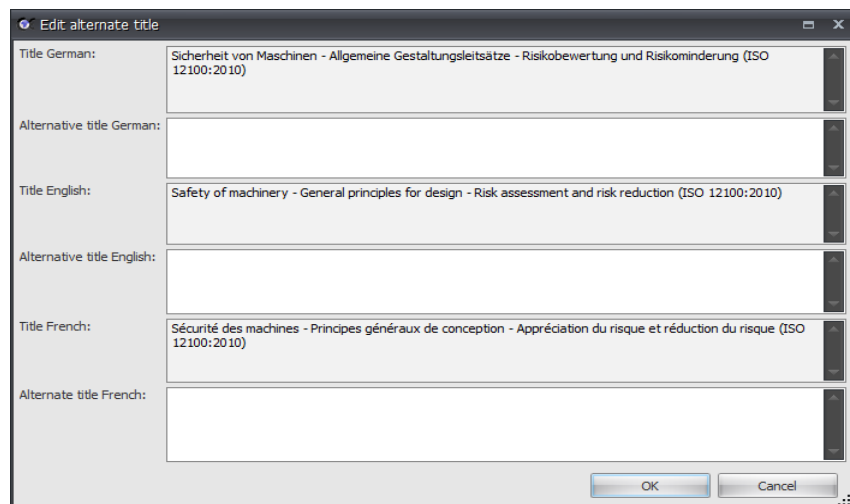 Edit alternate title
Title German:
Sicherheit von Maschinen - Allgemeine Gestaltungsleitsätze - Risikobewertung und Risikominderung (ISO
12100:2010)
Alternative title German:
Title English:
Safety of machinery - General principles for design - Risk assessment and risk reduction (ISO 12100:2010)
Alternative title English:
Title French:
Sécurité des machines - Principes généraux de conception - Appréciation du risque et réduction du risque (ISO
12100:2010)
Alternate title French:
OK
Cancel